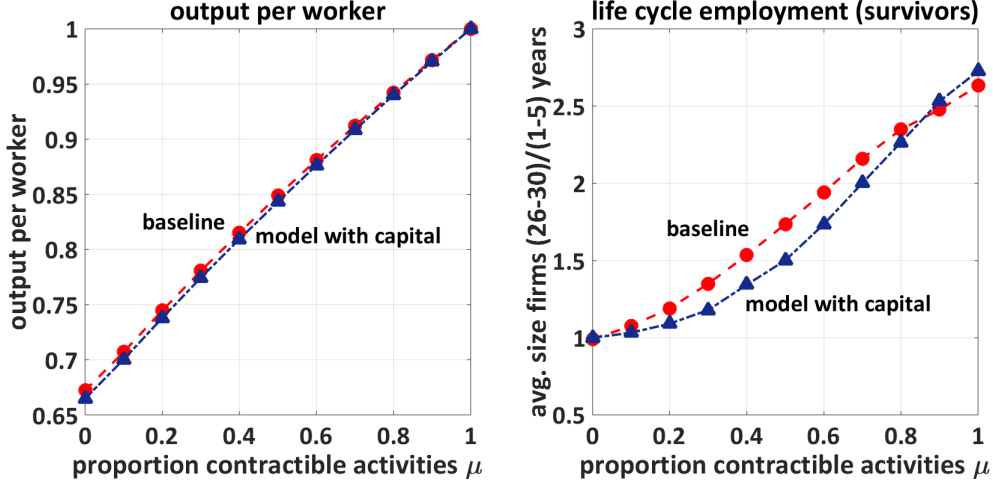 output per worker
output per worker
1
0.95
0.9
0.85
0.8
0.75
0.7
0.65
baseline
model with capital
0 0.2 0.4 0.6 0.8 1
proportion contractible activities μ
life cycle employment (survivors)
avg. size firms (26-30)/(1-5) years
3
2.5
2
1.5
1
0.5
baseline
model with capital
0 0.2 0.4 0.6 0.8 1
proportion contractible activities μ